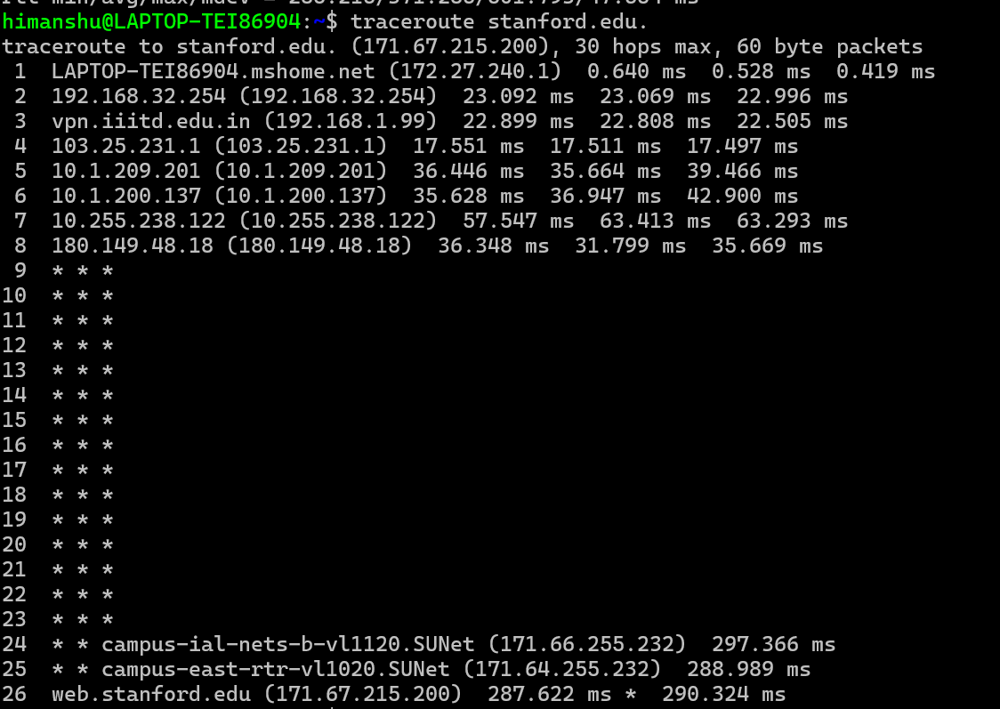 himanshu@LAPTOP-TEI86904:~$ traceroute stanford.edu.
traceroute to stanford.edu. (171.67.215.200), 30 hops max, 60 byte packets
1 LAPTOP-TEI86904.mshome.net (172.27.240.1) 0.640 ms 0.528 ms 0.419 ms
2 192.168.32.254 (192.168.32.254) 23.092 ms 23.069 ms 22.996 ms
3 vpn.iiitd.edu.in (192.168.1.99) 22.899 ms 22.808 ms 22.505 ms
4 103.25.231.1 (103.25.231.1) 17.551 ms 17.511 ms 17.497 ms
5 10.1.209.201 (10.1.209.201) 36.446 ms 35.664 ms 39.466 ms
6 10.1.200.137 (10.1.200.137) 35.628 ms 36.947 ms 42.900 ms
7 10.255.238.122 (10.255.238.122) 57.547 ms 63.413 ms 63.293 ms
8 180.149.48.18 (180.149.48.18) 36.348 ms 31.799 ms 35.669 ms
9 * * *
10 * * *
11 * * *
12 * * *
13 * * *
14 * * *
15 * * *
16 * * *
17 * * *
18 * * *
19 * * *
20 * * *
21 * * *
22 * * *
23 * * *
24 * * campus-ial-nets-b-vl1120.SUNet (171.66.255.232) 297.366 ms
25 * * campus-east-rtr-vl1020.SUNet (171.64.255.232) 288.989 ms
26 web.stanford.edu (171.67.215.200) 287.622 ms * 290.324 ms